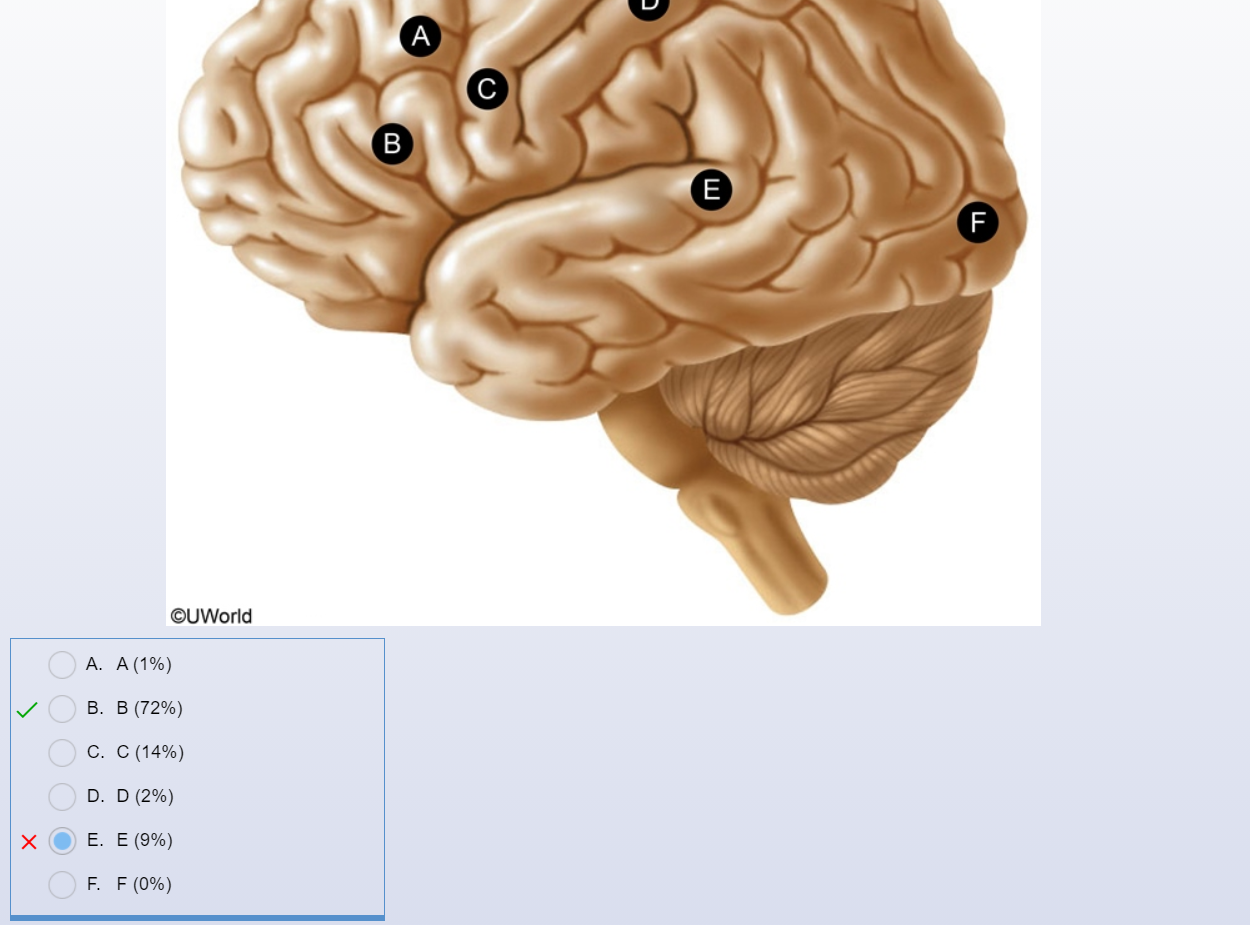 D
A
C
B
E
F
©UWorld
A. A (1%)
B. B (72%)
C. C (14%)
D. D (2%)
E. E (9%)
F. F (0%)